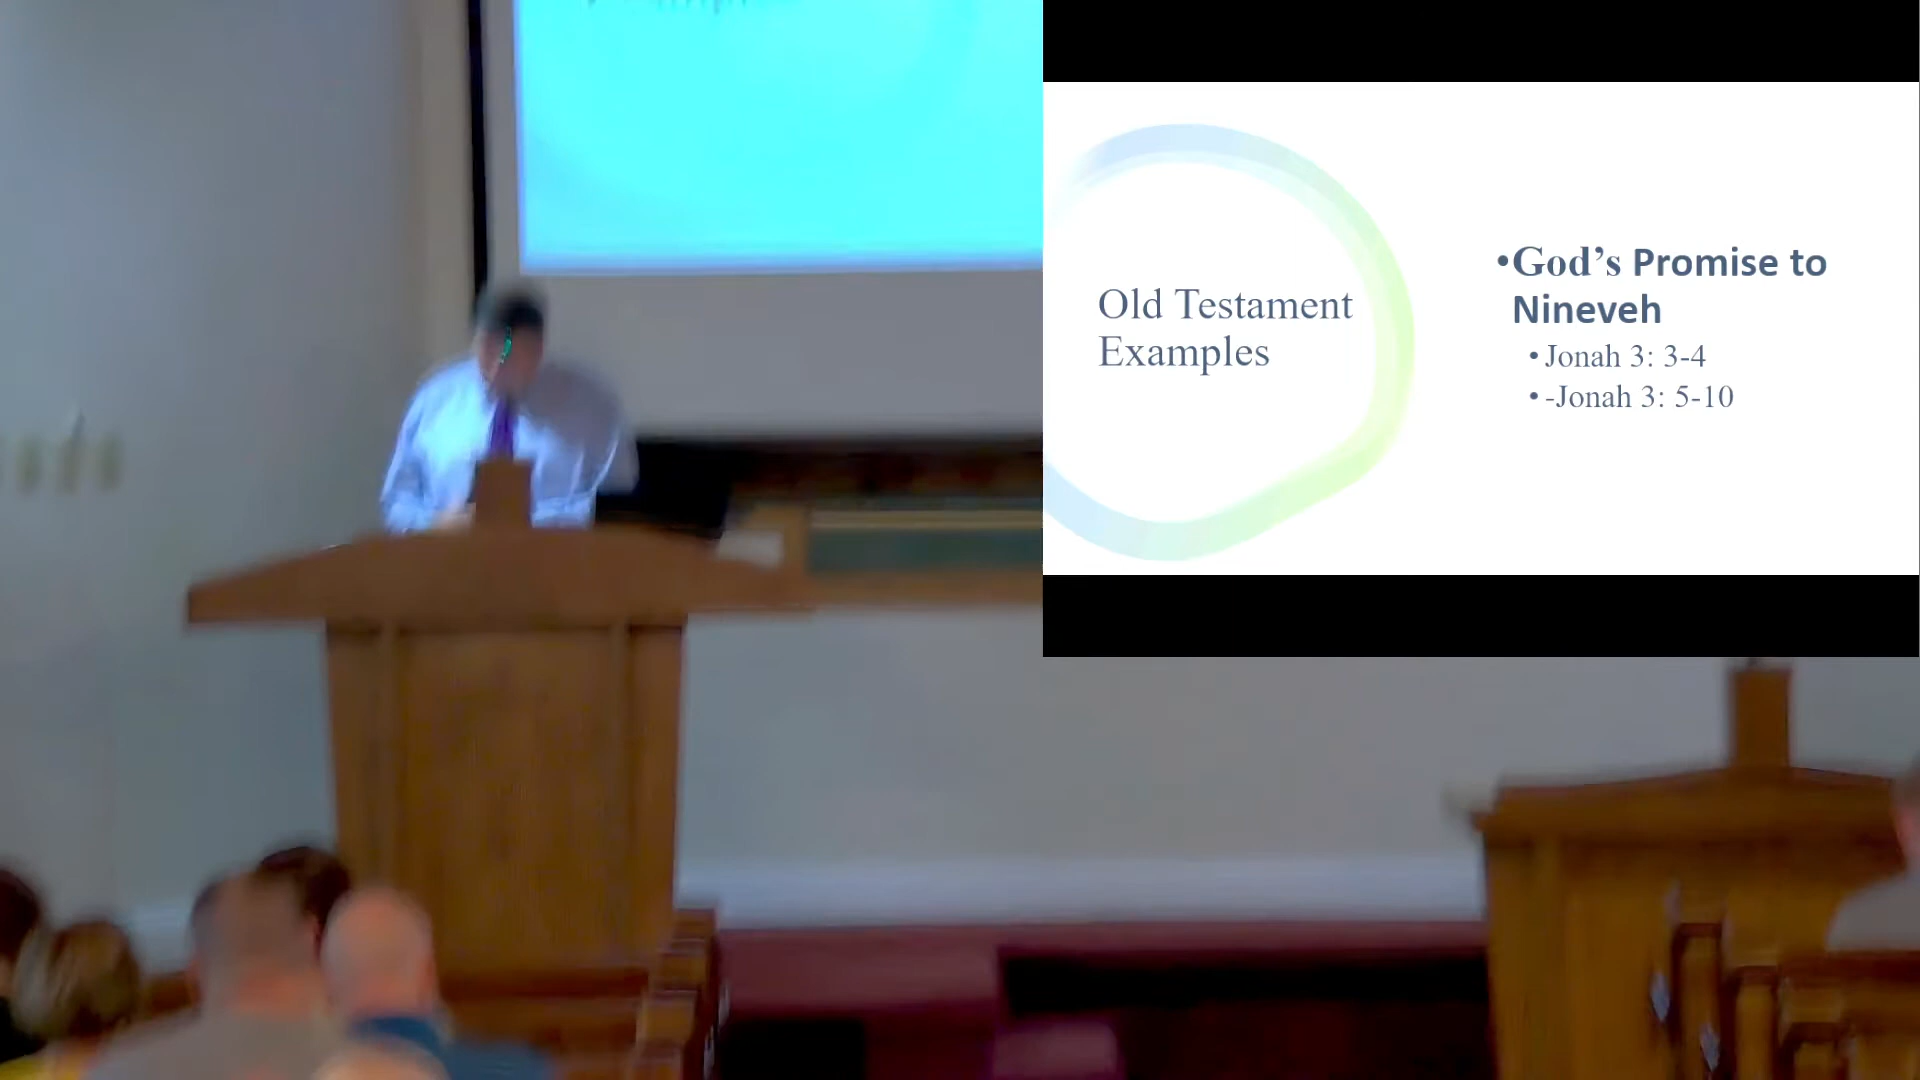 Old Testament
Examples
•God’s Promise to
Nineveh
• Jonah 3: 3-4
• -Jonah 3: 5-10